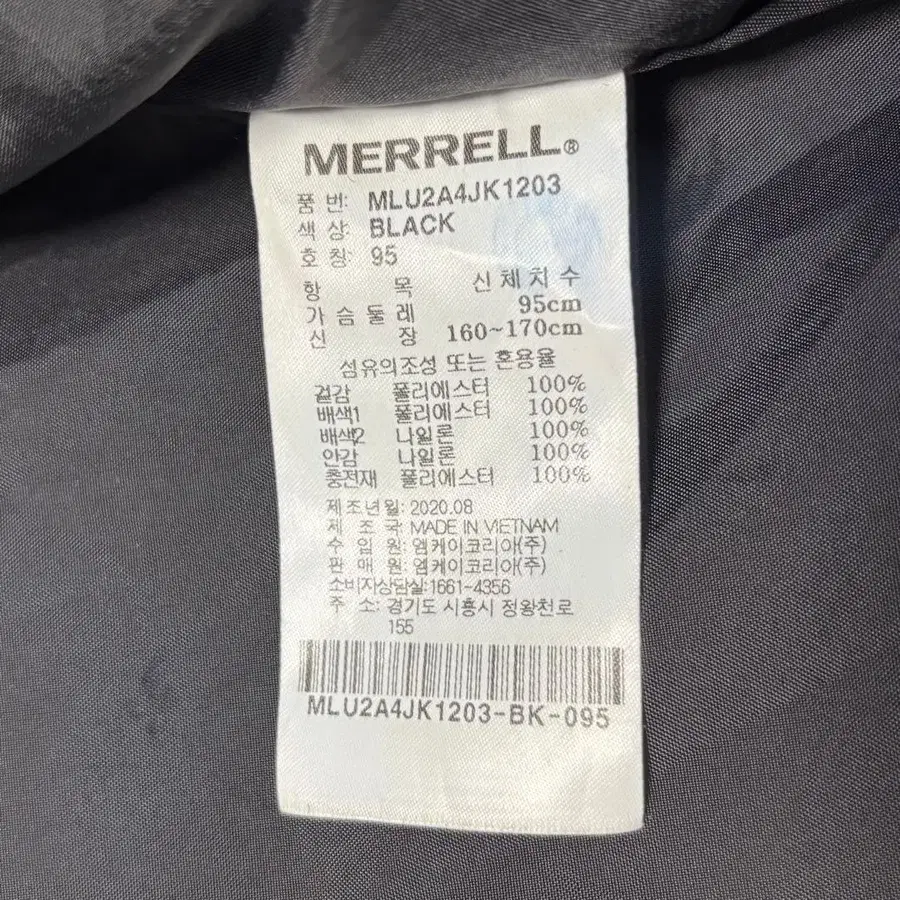 MERRELL®
품 번: MLU2A4JK1203
색 상: BLACK
호 칭: 95
항 목 신 체 치 수
가 슴 둘 레 95cm
신 장 160~170cm
섬유의조성 또는 혼용율
겉감 폴리에스터 100%
배색1 폴리에스터 100%
배색2 나일론 100%
안감 나일론 100%
충전재 폴리에스터 100%
제조년월: 2020.08
제 조 국: MADE IN VIETNAM
수 입 원: 엠케이코리아(주)
판 매 원: 엠케이코리아(주)
소비자상담실:1661-4356
주 소: 경기도 시흥시 정왕천로
155
MLU2A4JK1203-BK-095